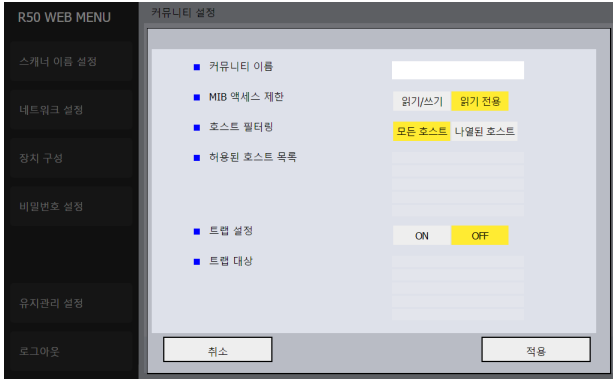 R50 WEB MENU
커뮤니티 설정
스캐너 이름 설정
네트워크 설정
장치 구성
비밀번호 설정
유지관리 설정
로그아웃
커뮤니티 이름
MIB 액세스 제한
읽기/쓰기 읽기 전용
호스트 필터링
모든 호스트 나열된 호스트
허용된 호스트 목록
트랩 설정
ON OFF
트랩 대상
취소
적용